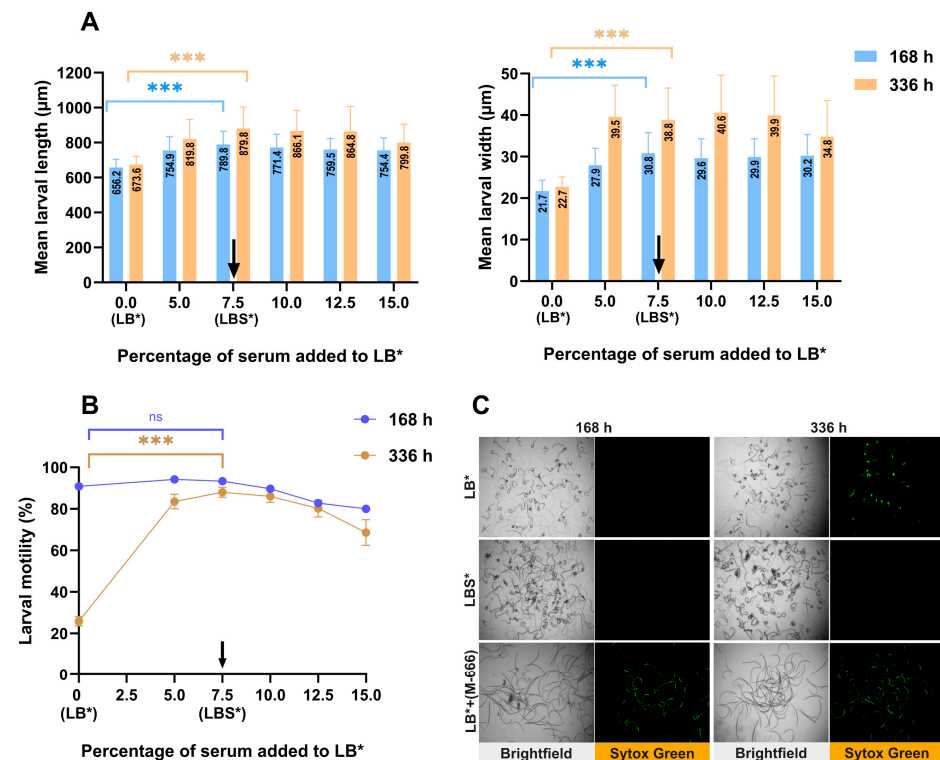 A
***
***
1200
1000
800
600
400
200
0
Mean larval length (µm)
656.2
673.6
754.9
819.8
789.8
879.8
771.4
866.1
759.5
864.8
754.4
799.8
0.0 5.0 7.5 10.0 12.5 15.0
(LB*) (LBS*)
Percentage of serum added to LB*
***
***
50
40
30
20
10
0
Mean larval width (µm)
21.7
22.7
27.9
39.5
30.8
38.8
29.6
40.6
29.9
39.9
30.2
34.8
0.0 5.0 7.5 10.0 12.5 15.0
(LB*) (LBS*)
Percentage of serum added to LB*
168 h
336 h
B
ns
***
168 h
336 h
100
80
60
40
20
0
Larval motility (%)
0 2.5 5.0 7.5 10.0 12.5 15.0
(LB*) (LBS*)
Percentage of serum added to LB*
C
168 h 336 h
LB*
LBS*
LB*+(M-666)
Brightfield Sytox Green Brightfield Sytox Green